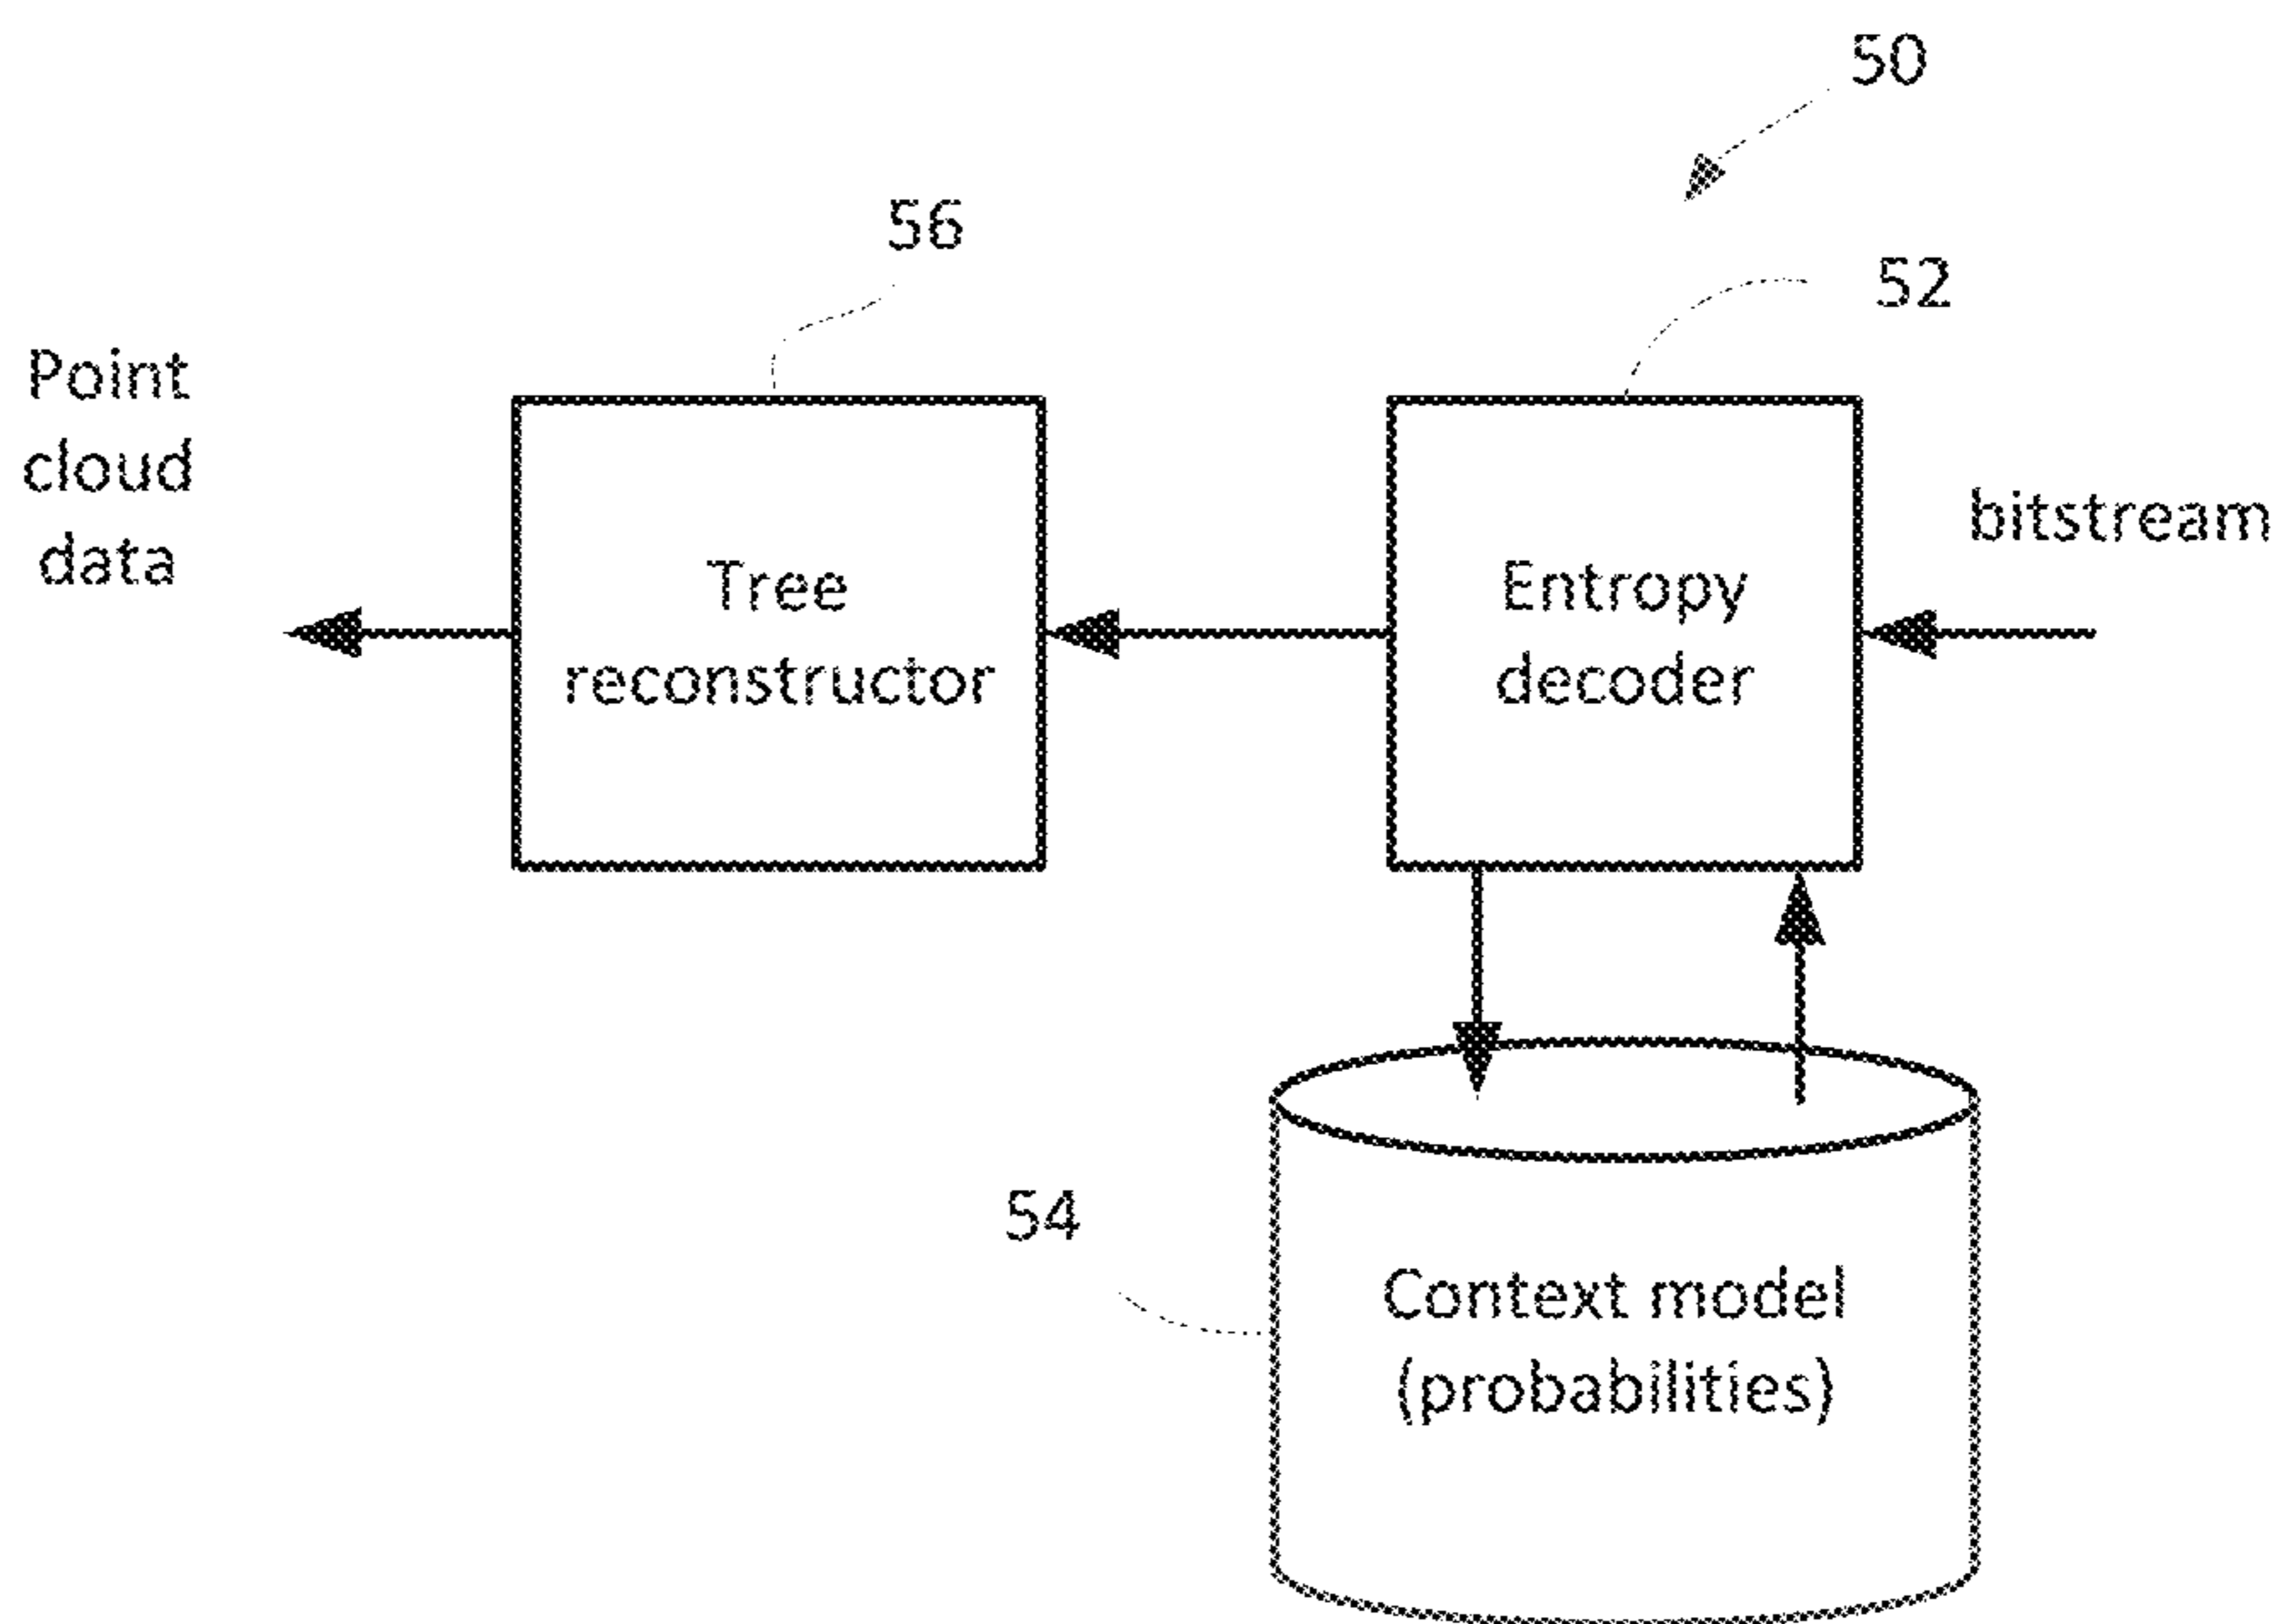 50
56
52
Point
cloud
data
bitstream
Tree
reconstructor
Entropy
decoder
54
Context model
(probabilities)